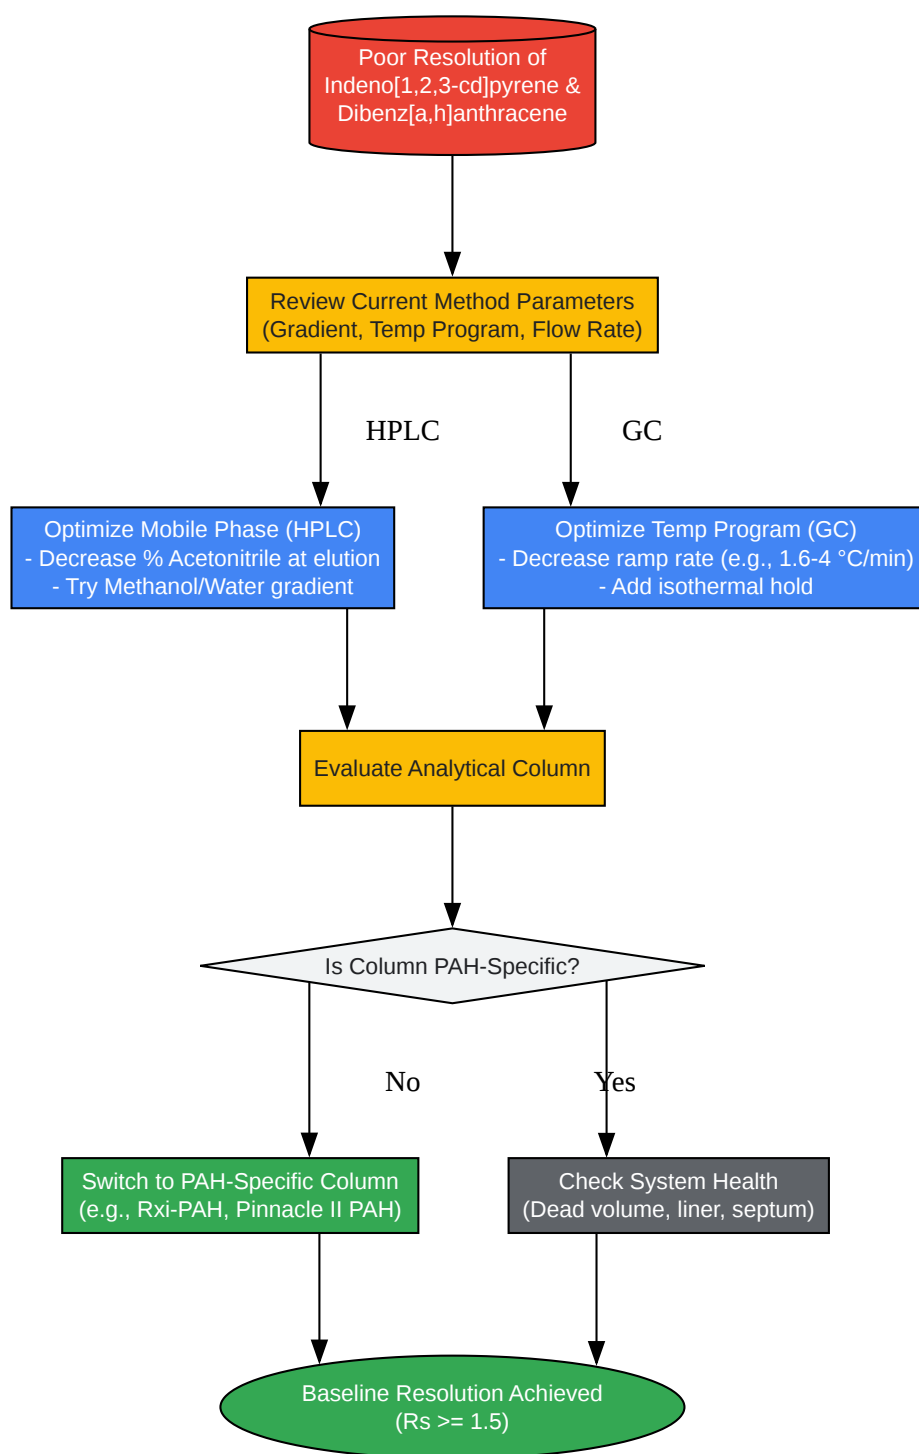 Poor Resolution of
Indeno[1,2,3-cd]pyrene &
Dibenz[a,h]anthracene
Review Current Method Parameters
(Gradient, Temp Program, Flow Rate)
HPLC
GC
Optimize Mobile Phase (HPLC)
- Decrease % Acetonitrile at elution
- Try Methanol/Water gradient
Optimize Temp Program (GC)
- Decrease ramp rate (e.g., 1.6-4 °C/min)
- Add isothermal hold
Evaluate Analytical Column
Is Column PAH-Specific?
No
Yes
Switch to PAH-Specific Column
(e.g., Rxi-PAH, Pinnacle II PAH)
Check System Health
(Dead volume, liner, septum)
Baseline Resolution Achieved
(Rs >= 1.5)